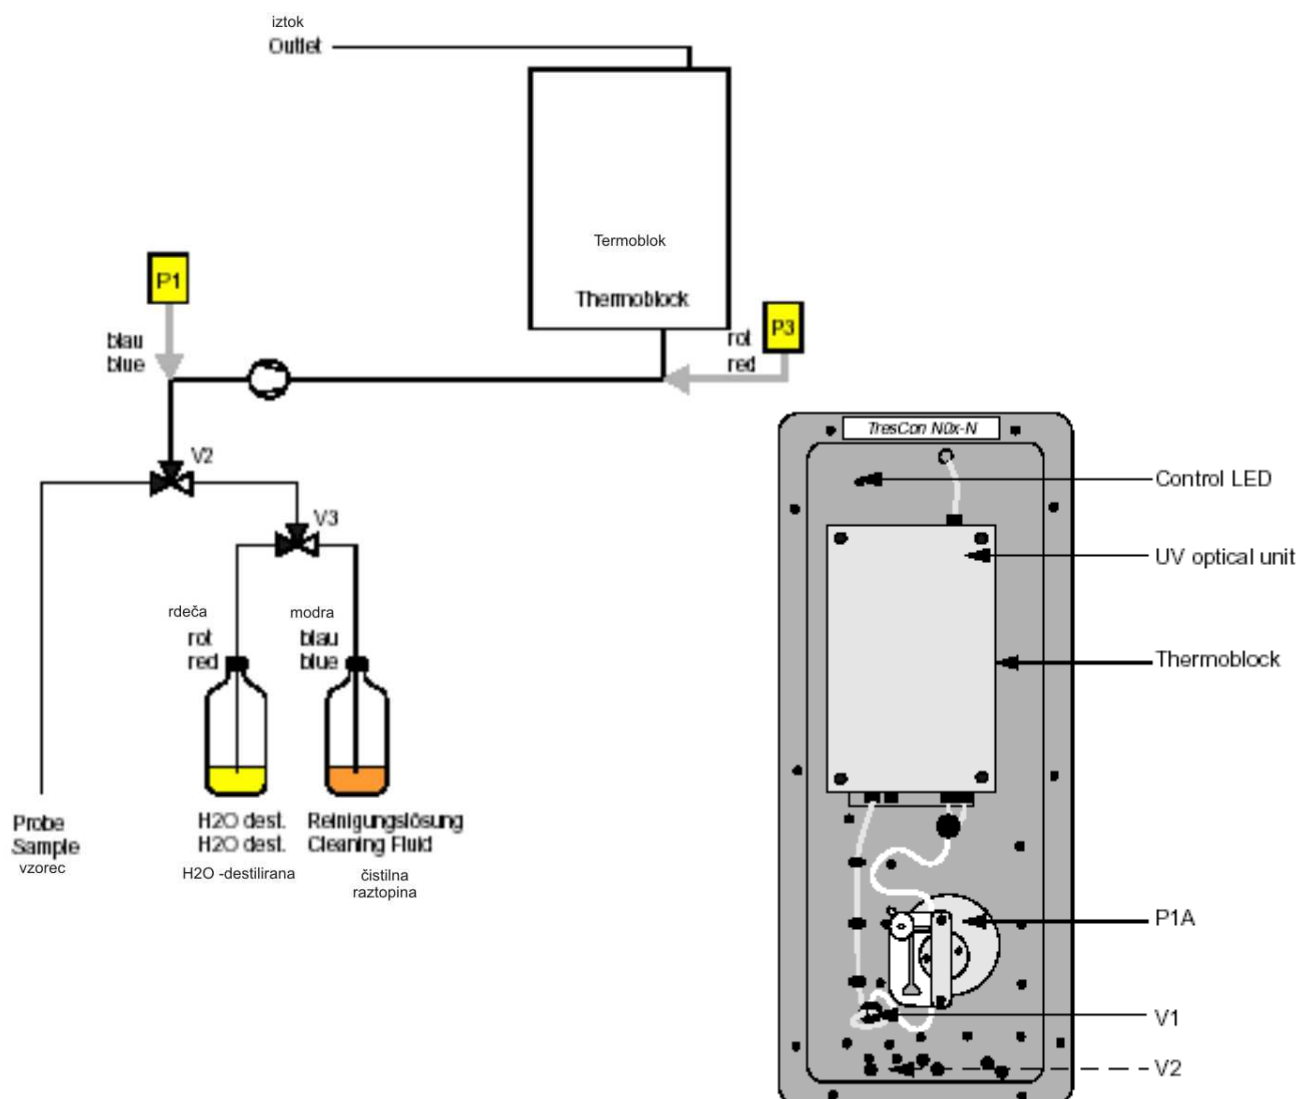 iztok
Outlet
Termoblok
Thermoblock
P1
P3
blau
blue
rot
red
V2
V3
rdeča
rot
red
modra
blau
blue
Probe
Sample
vzorec
H2O dest.
H2O dest.
H2O -destilirana
Reinigungslösung
Cleaning Fluid
čistilna
raztopina
TresCon N0x-N
Control LED
UV optical unit
Thermoblock
P1A
V1
V2